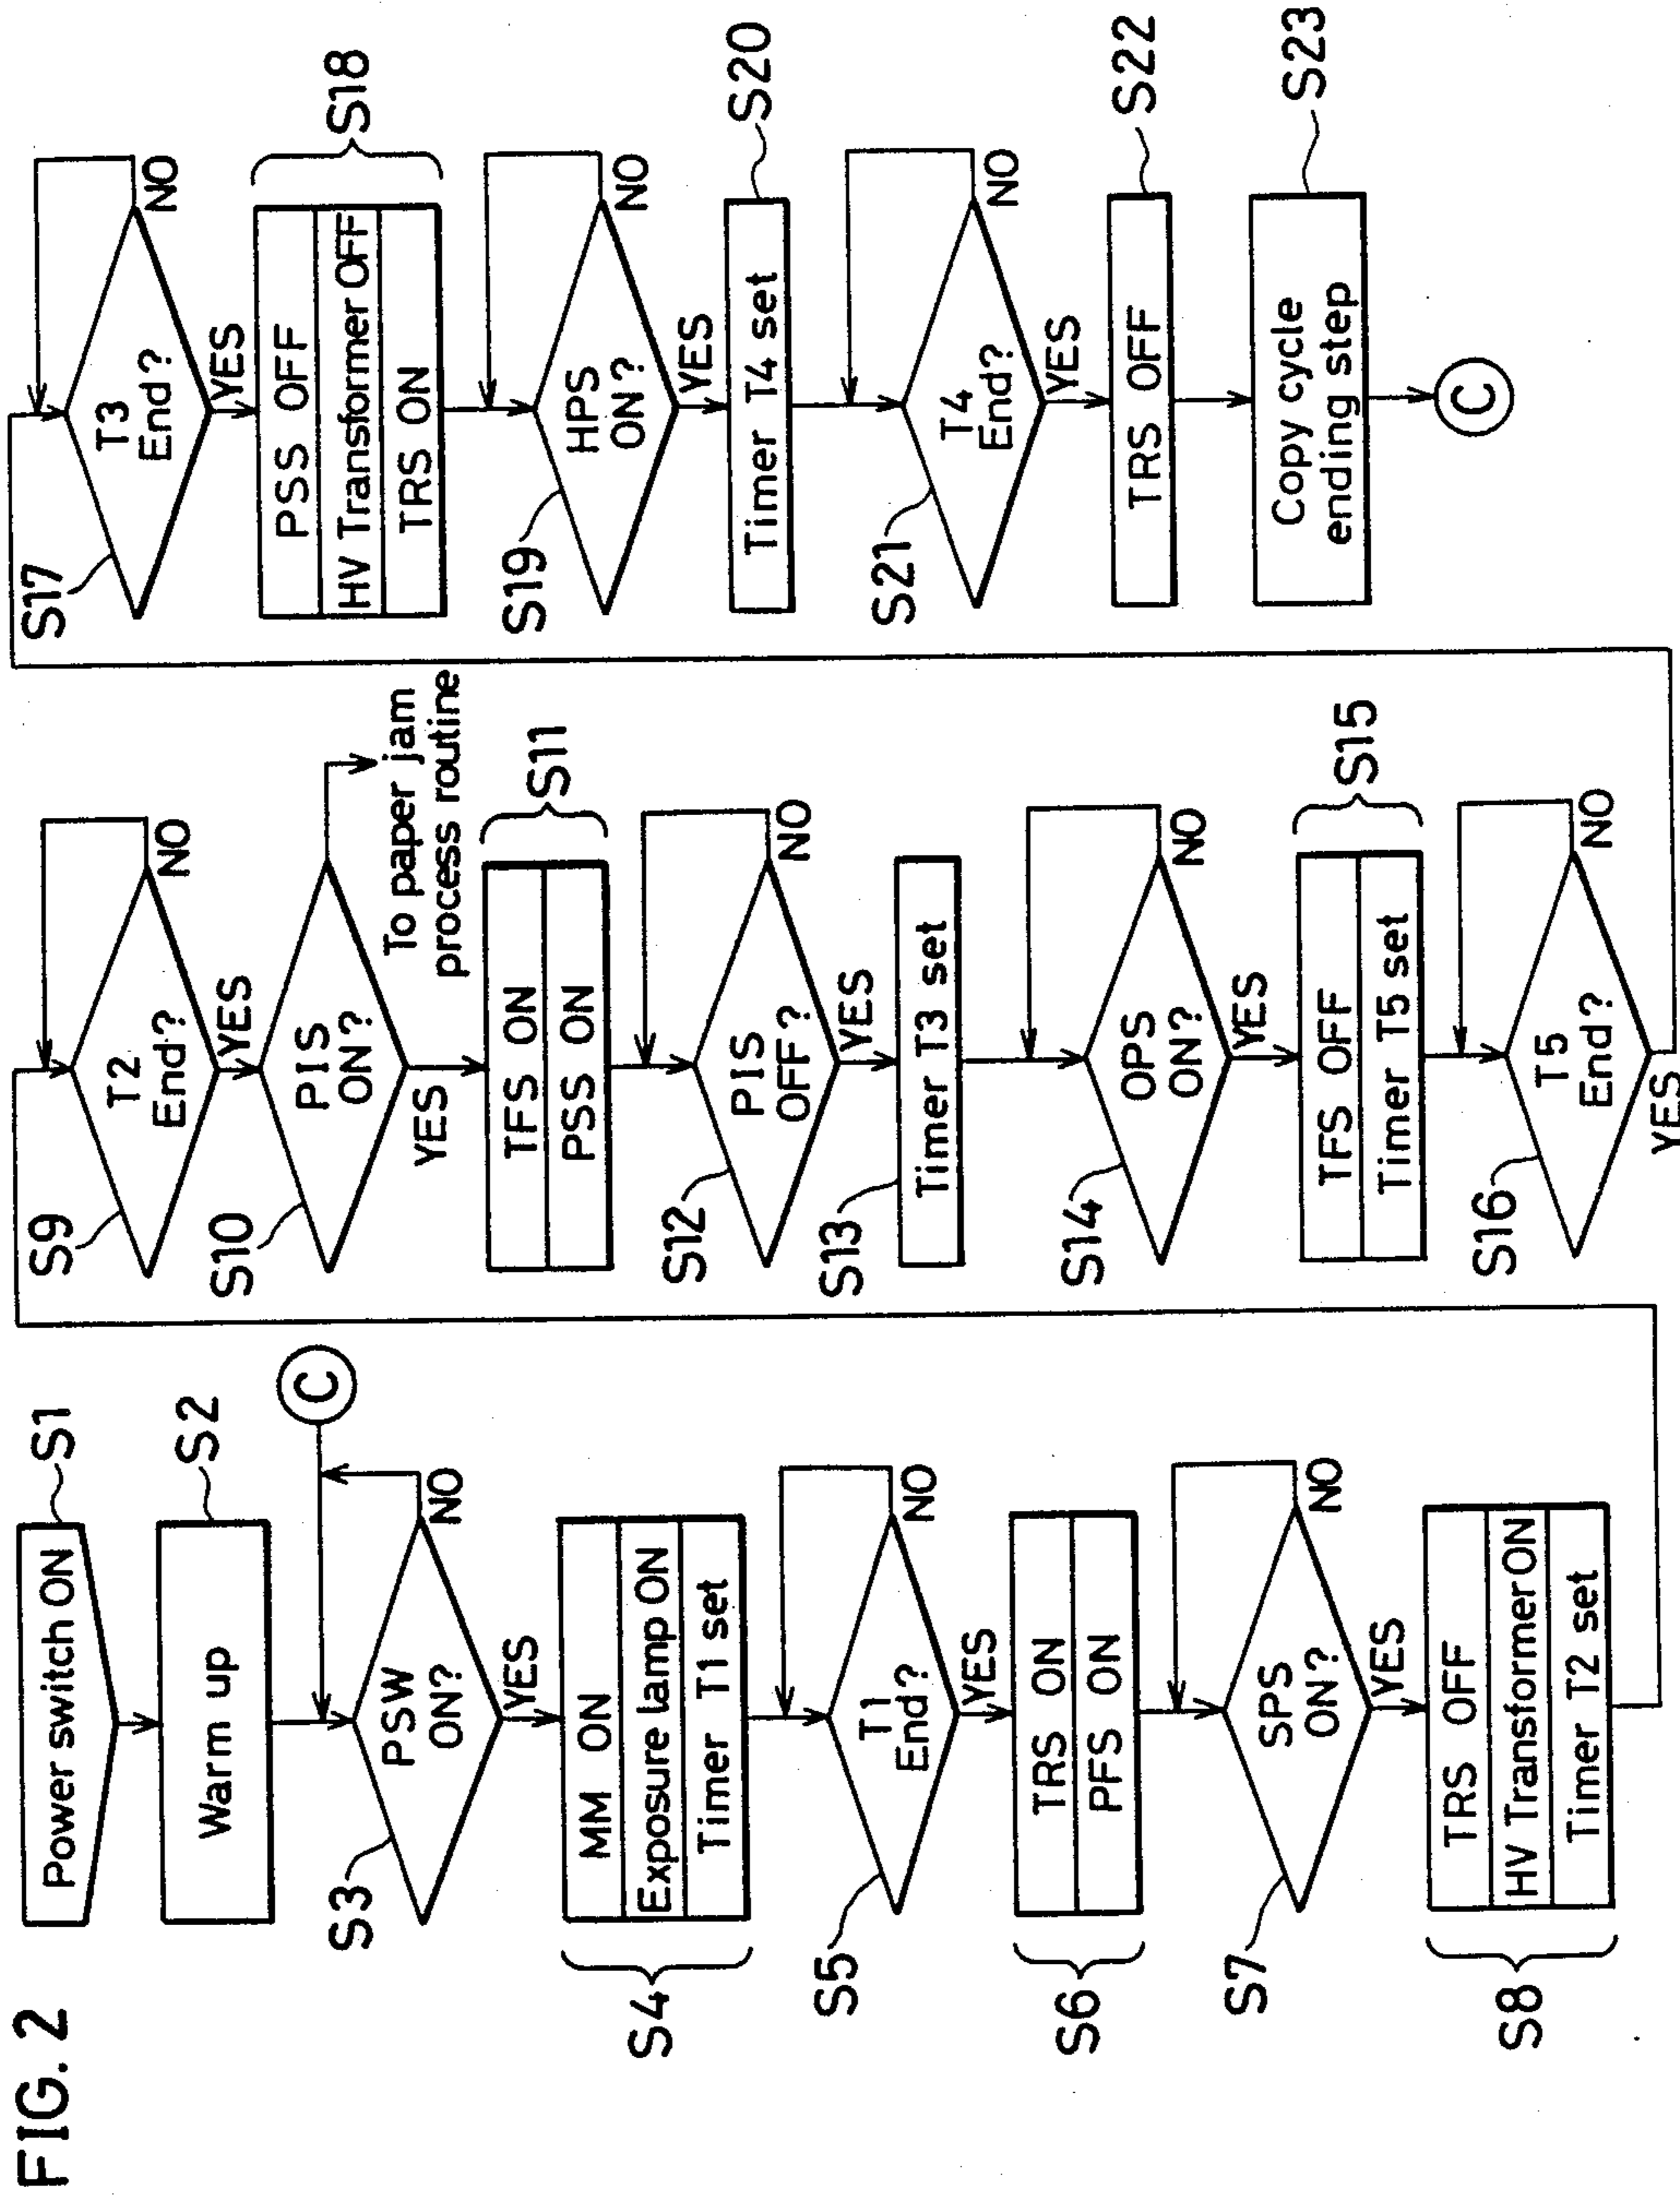 FIG. 2
Power switch ON
S1
Warm up
S2
C
PSW
ON?
S3
NO
YES
MM ON
Exposure lamp ON
Timer T1 set
S4
T1
End?
S5
NO
YES
TRS ON
PFS ON
S6
SPS
ON?
S7
NO
YES
TRS OFF
HV Transformer ON
Timer T2 set
S8
T2
End?
S9
NO
YES
PIS
ON?
S10
To paper jam
process routine
YES
TFS ON
PSS ON
S11
PIS
OFF?
S12
NO
YES
Timer T3 set
S13
OPS
ON?
S14
NO
YES
TFS OFF
Timer T5 set
S15
T5
End?
S16
NO
YES
T3
End?
S17
NO
YES
PSS OFF
HV Transformer OFF
TRS ON
S18
HPS
ON?
S19
NO
YES
Timer T4 set
S20
T4
End?
S21
NO
YES
TRS OFF
S22
Copy cycle
ending step
S23
C